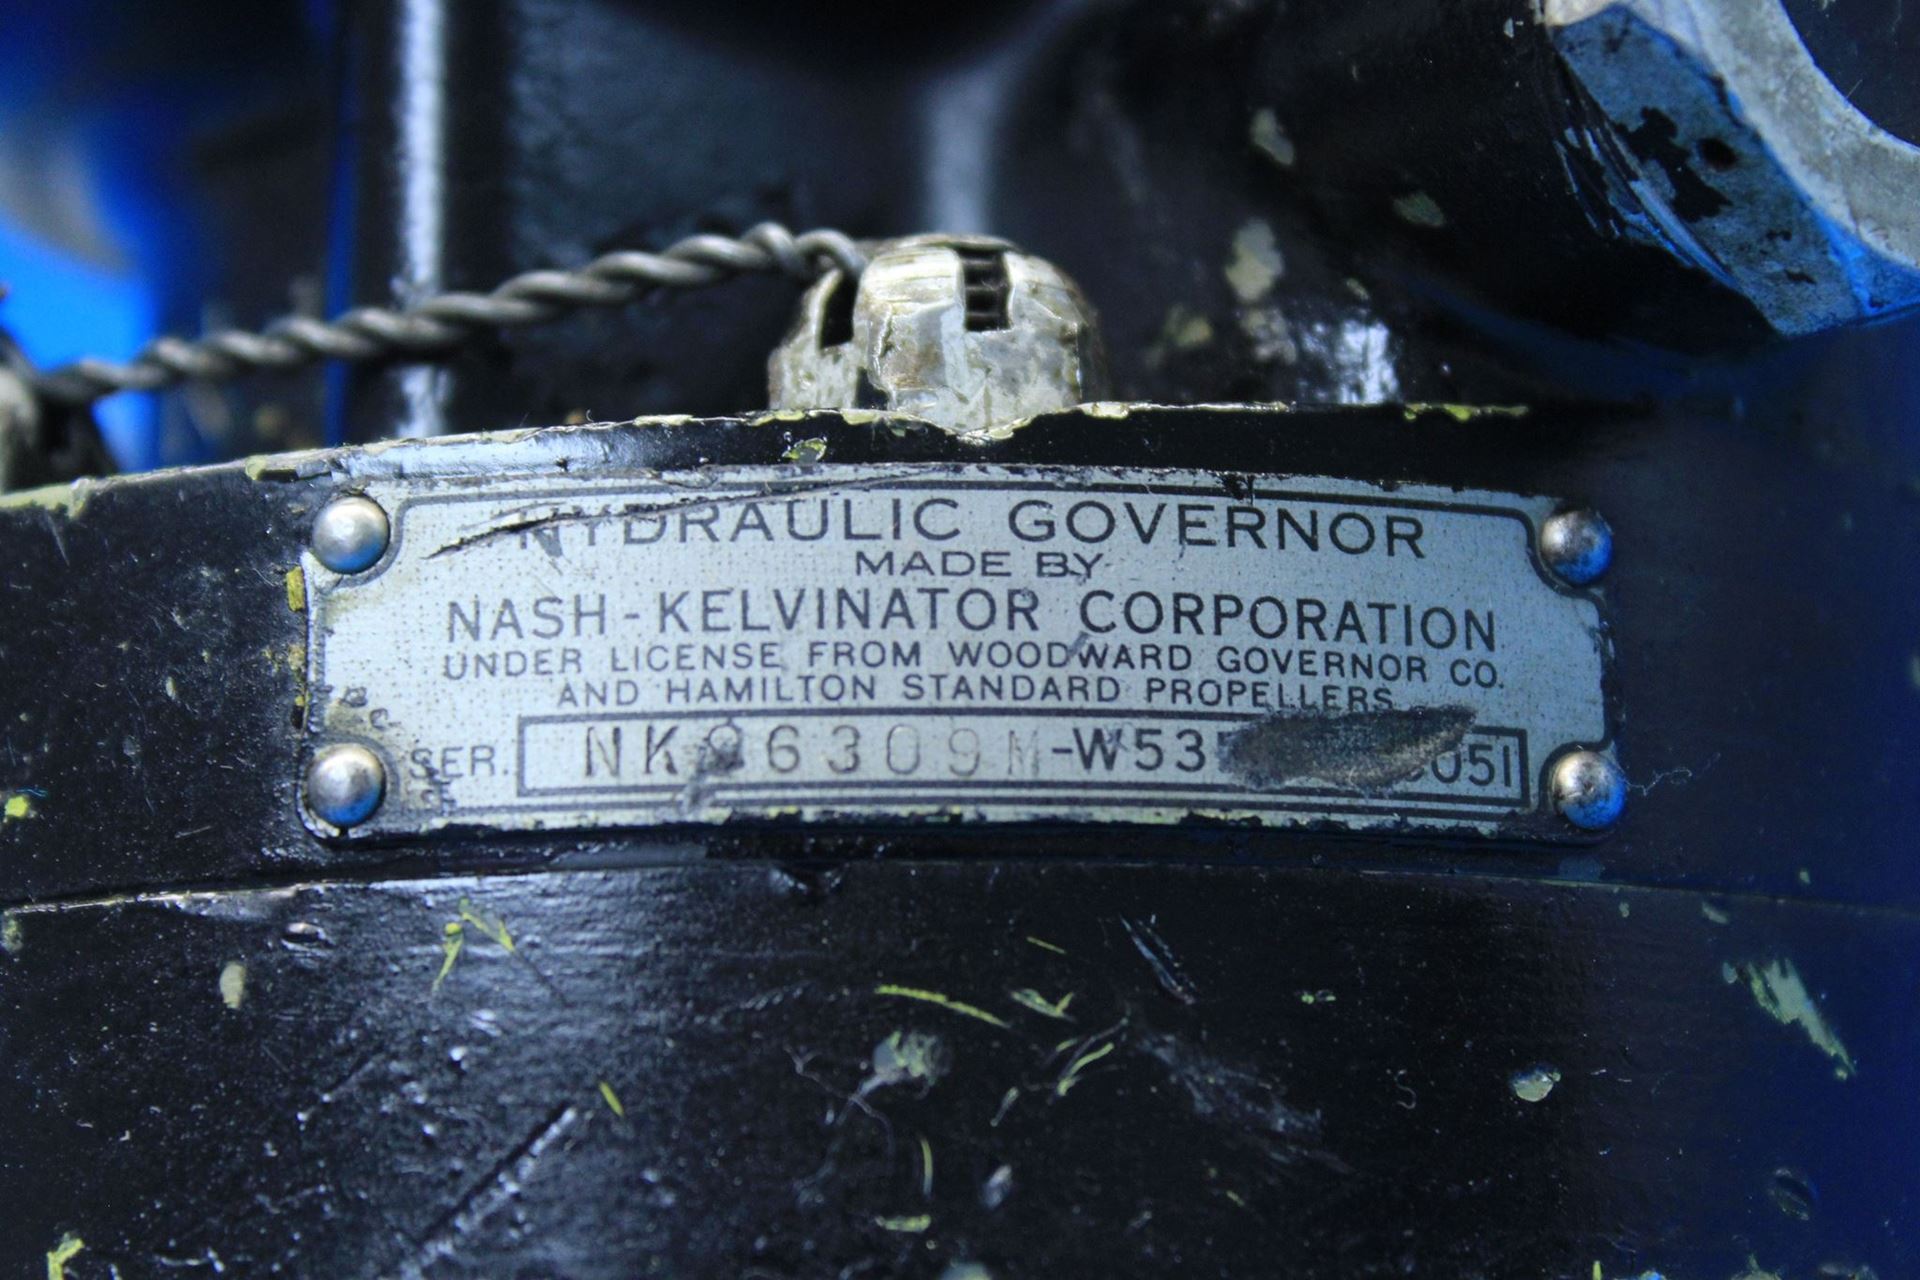 HYDRAULIC GOVERNOR
MADE BY
NASH-KELVINATOR CORPORATION
UNDER LICENSE FROM WOODWARD GOVERNOR CO.
AND HAMILTON STANDARD PROPELLERS
SER.